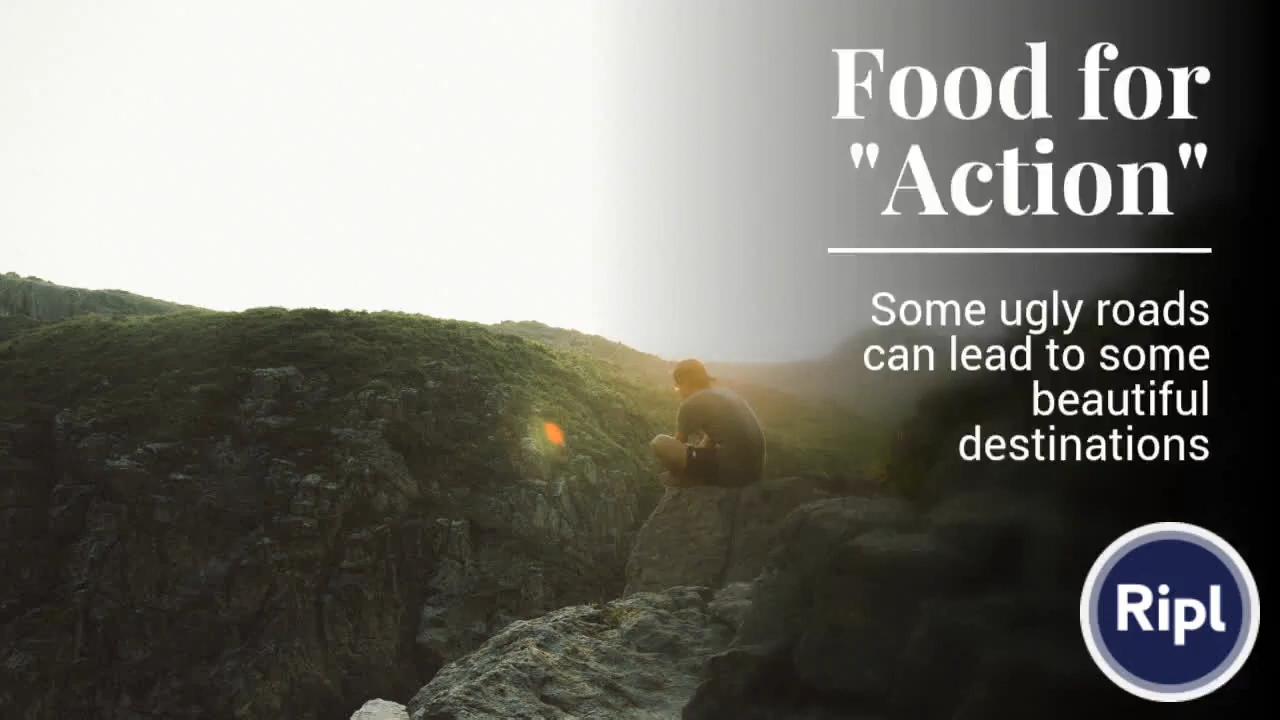 Food for
"Action"
Some ugly roads
can lead to some
beautiful
destinations
Ripl